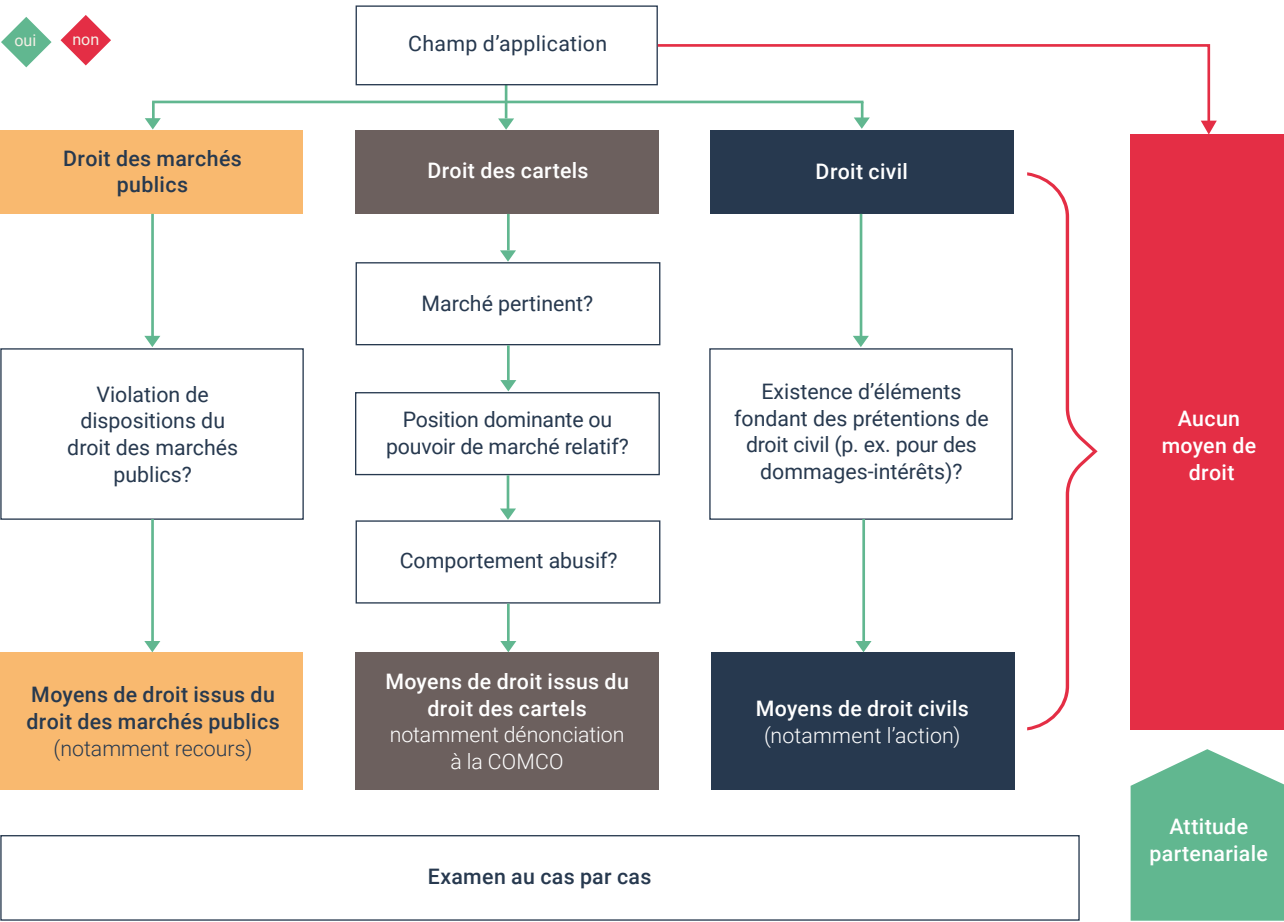 oui
non
Champ d'application
Droit des marchés
publics
Droit des cartels
Droit civil
Marché pertinent?
Violation de
dispositions du
droit des marchés
publics?
Position dominante ou
pouvoir de marché relatif?
Existence d'éléments
fondant des prétentions de
droit civil (p. ex. pour des
dommages-intérêts)?
Comportement abusif?
Aucun
moyen de
droit
Moyens de droit issus du
droit des marchés publics
(notamment recours)
Moyens de droit issus du
droit des cartels
notamment dénonciation
à la COMCO
Moyens de droit civils
(notamment l'action)
Attitude
partenariale
Examen au cas par cas